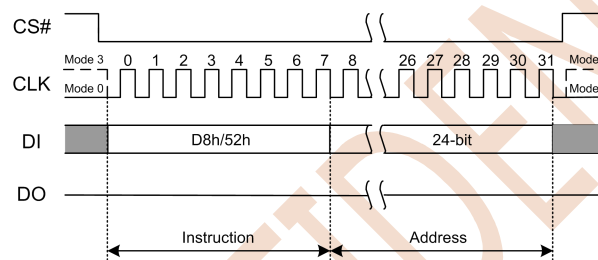 CS#
Mode 3 0 1 2 3 4 5 6 7 8 26 27 28 29 30 31 Mode
CLK
Mode 0 Mode
DI D8h/52h 24-bit
DO
Instruction Address